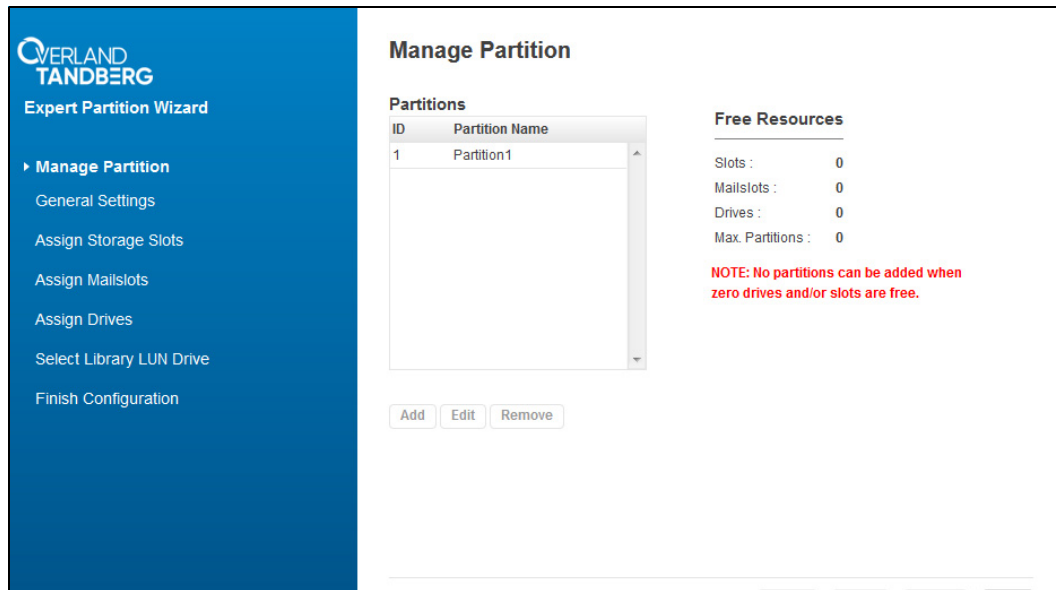 OVERLAND
TANDBERG
Expert Partition Wizard
Manage Partition
General Settings
Assign Storage Slots
Assign Mailslots
Assign Drives
Select Library LUN Drive
Finish Configuration
Manage Partition
Partitions
ID Partition Name
1 Partition1
Add Edit Remove
Free Resources
Slots : 0
Mailslots : 0
Drives : 0
Max. Partitions : 0
NOTE: No partitions can be added when
zero drives and/or slots are free.